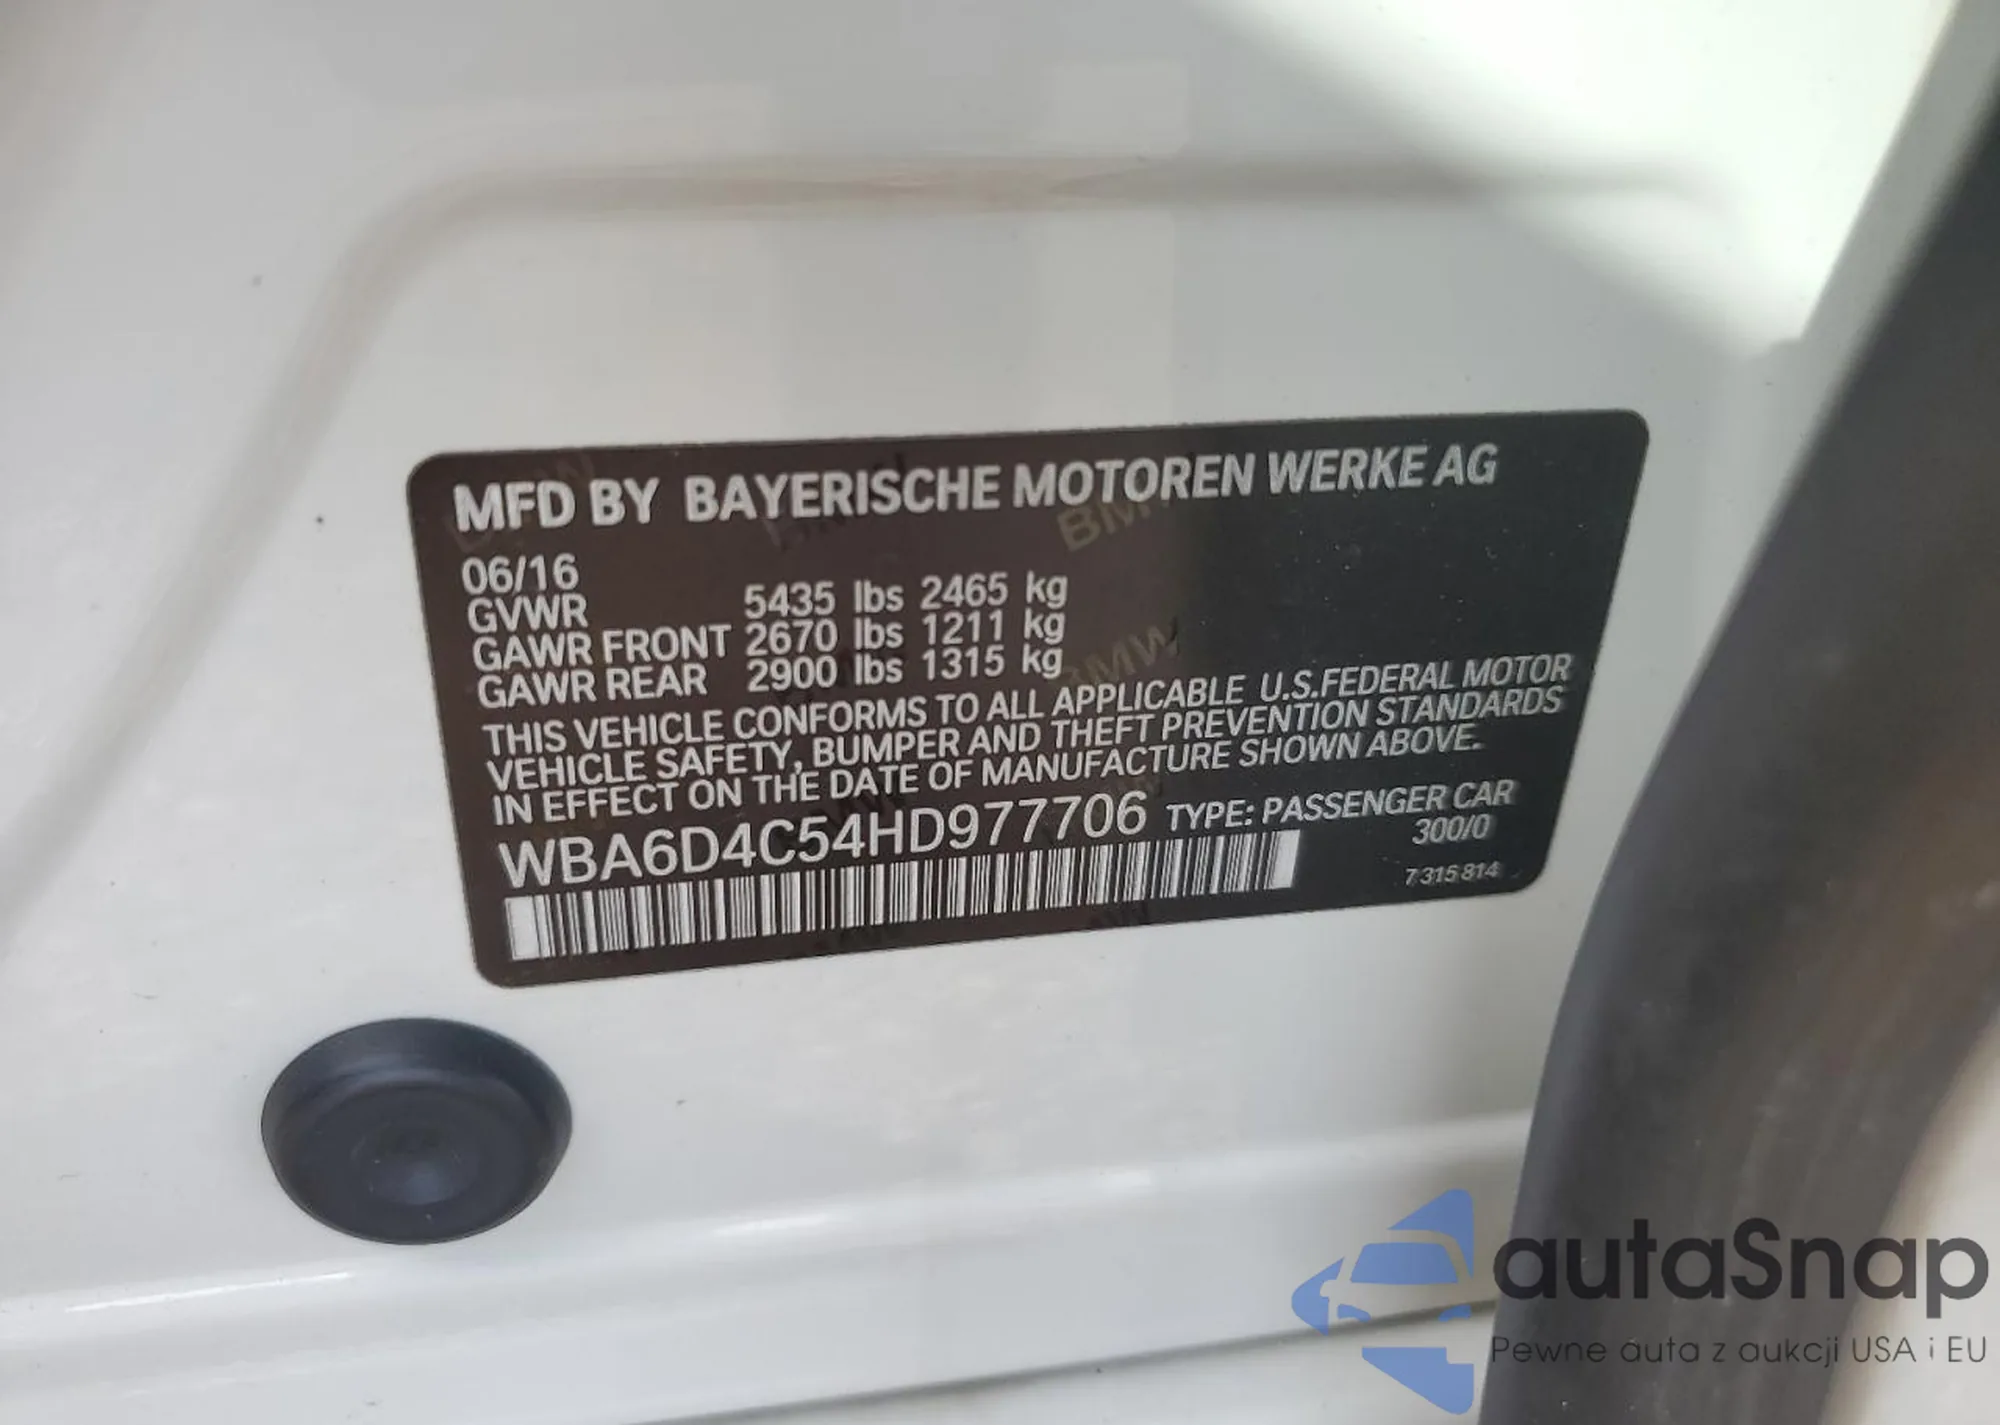 MFD BY BAYERISCHE MOTOREN WERKE AG
06/16
GVWR 5435 lbs 2465 kg
GAWR FRONT 2670 lbs 1211 kg
GAWR REAR 2900 lbs 1315 kg
THIS VEHICLE CONFORMS TO ALL APPLICABLE U.S.FEDERAL MOTOR
VEHICLE SAFETY, BUMPER AND THEFT PREVENTION STANDARDS
IN EFFECT ON THE DATE OF MANUFACTURE SHOWN ABOVE.
WBA6D4C54HD977706 TYPE: PASSENGER CAR
300/0
7 315 814
autaSnap
Pewne auta z aukcji USA i EU